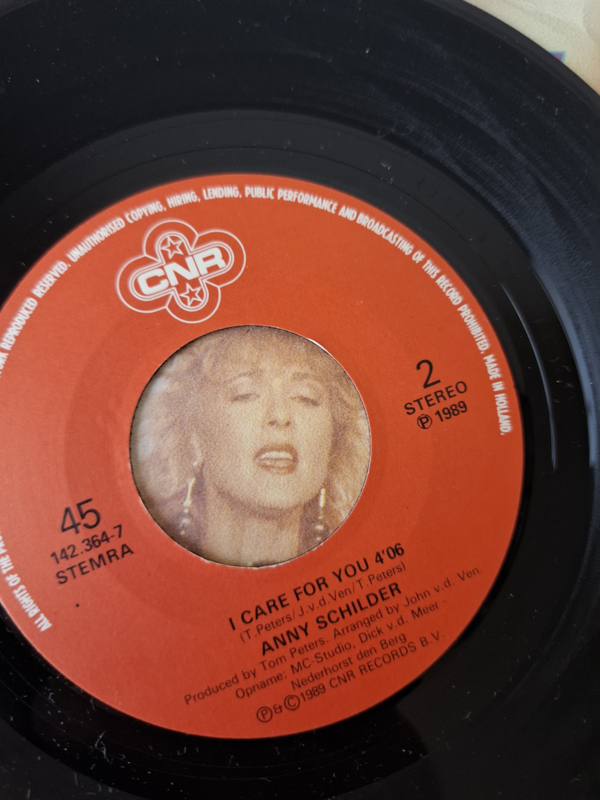 ALL RIGHTS OF THE
WORK REPRODUCED RESERVED. UNAUTHORISED COPYING, HIRING, LENDING, PUBLIC PERFORMANCE AND BROADCASTING OF THIS RECORD PROHIBITED. MADE IN HOLLAND.
CNR
2
STEREO
℗ 1989
45
142.364-7
STEMRA
I CARE FOR YOU 4'06
(T.Peters/J.v.d.Ven/T.Peters)
ANNY SCHILDER
Produced by Tom Peters. Arranged by John v.d. Ven.
Opname: MC-Studio, Dick v.d. Meer.
Nederhorst den Berg
℗&©1989 CNR RECORDS B.V.